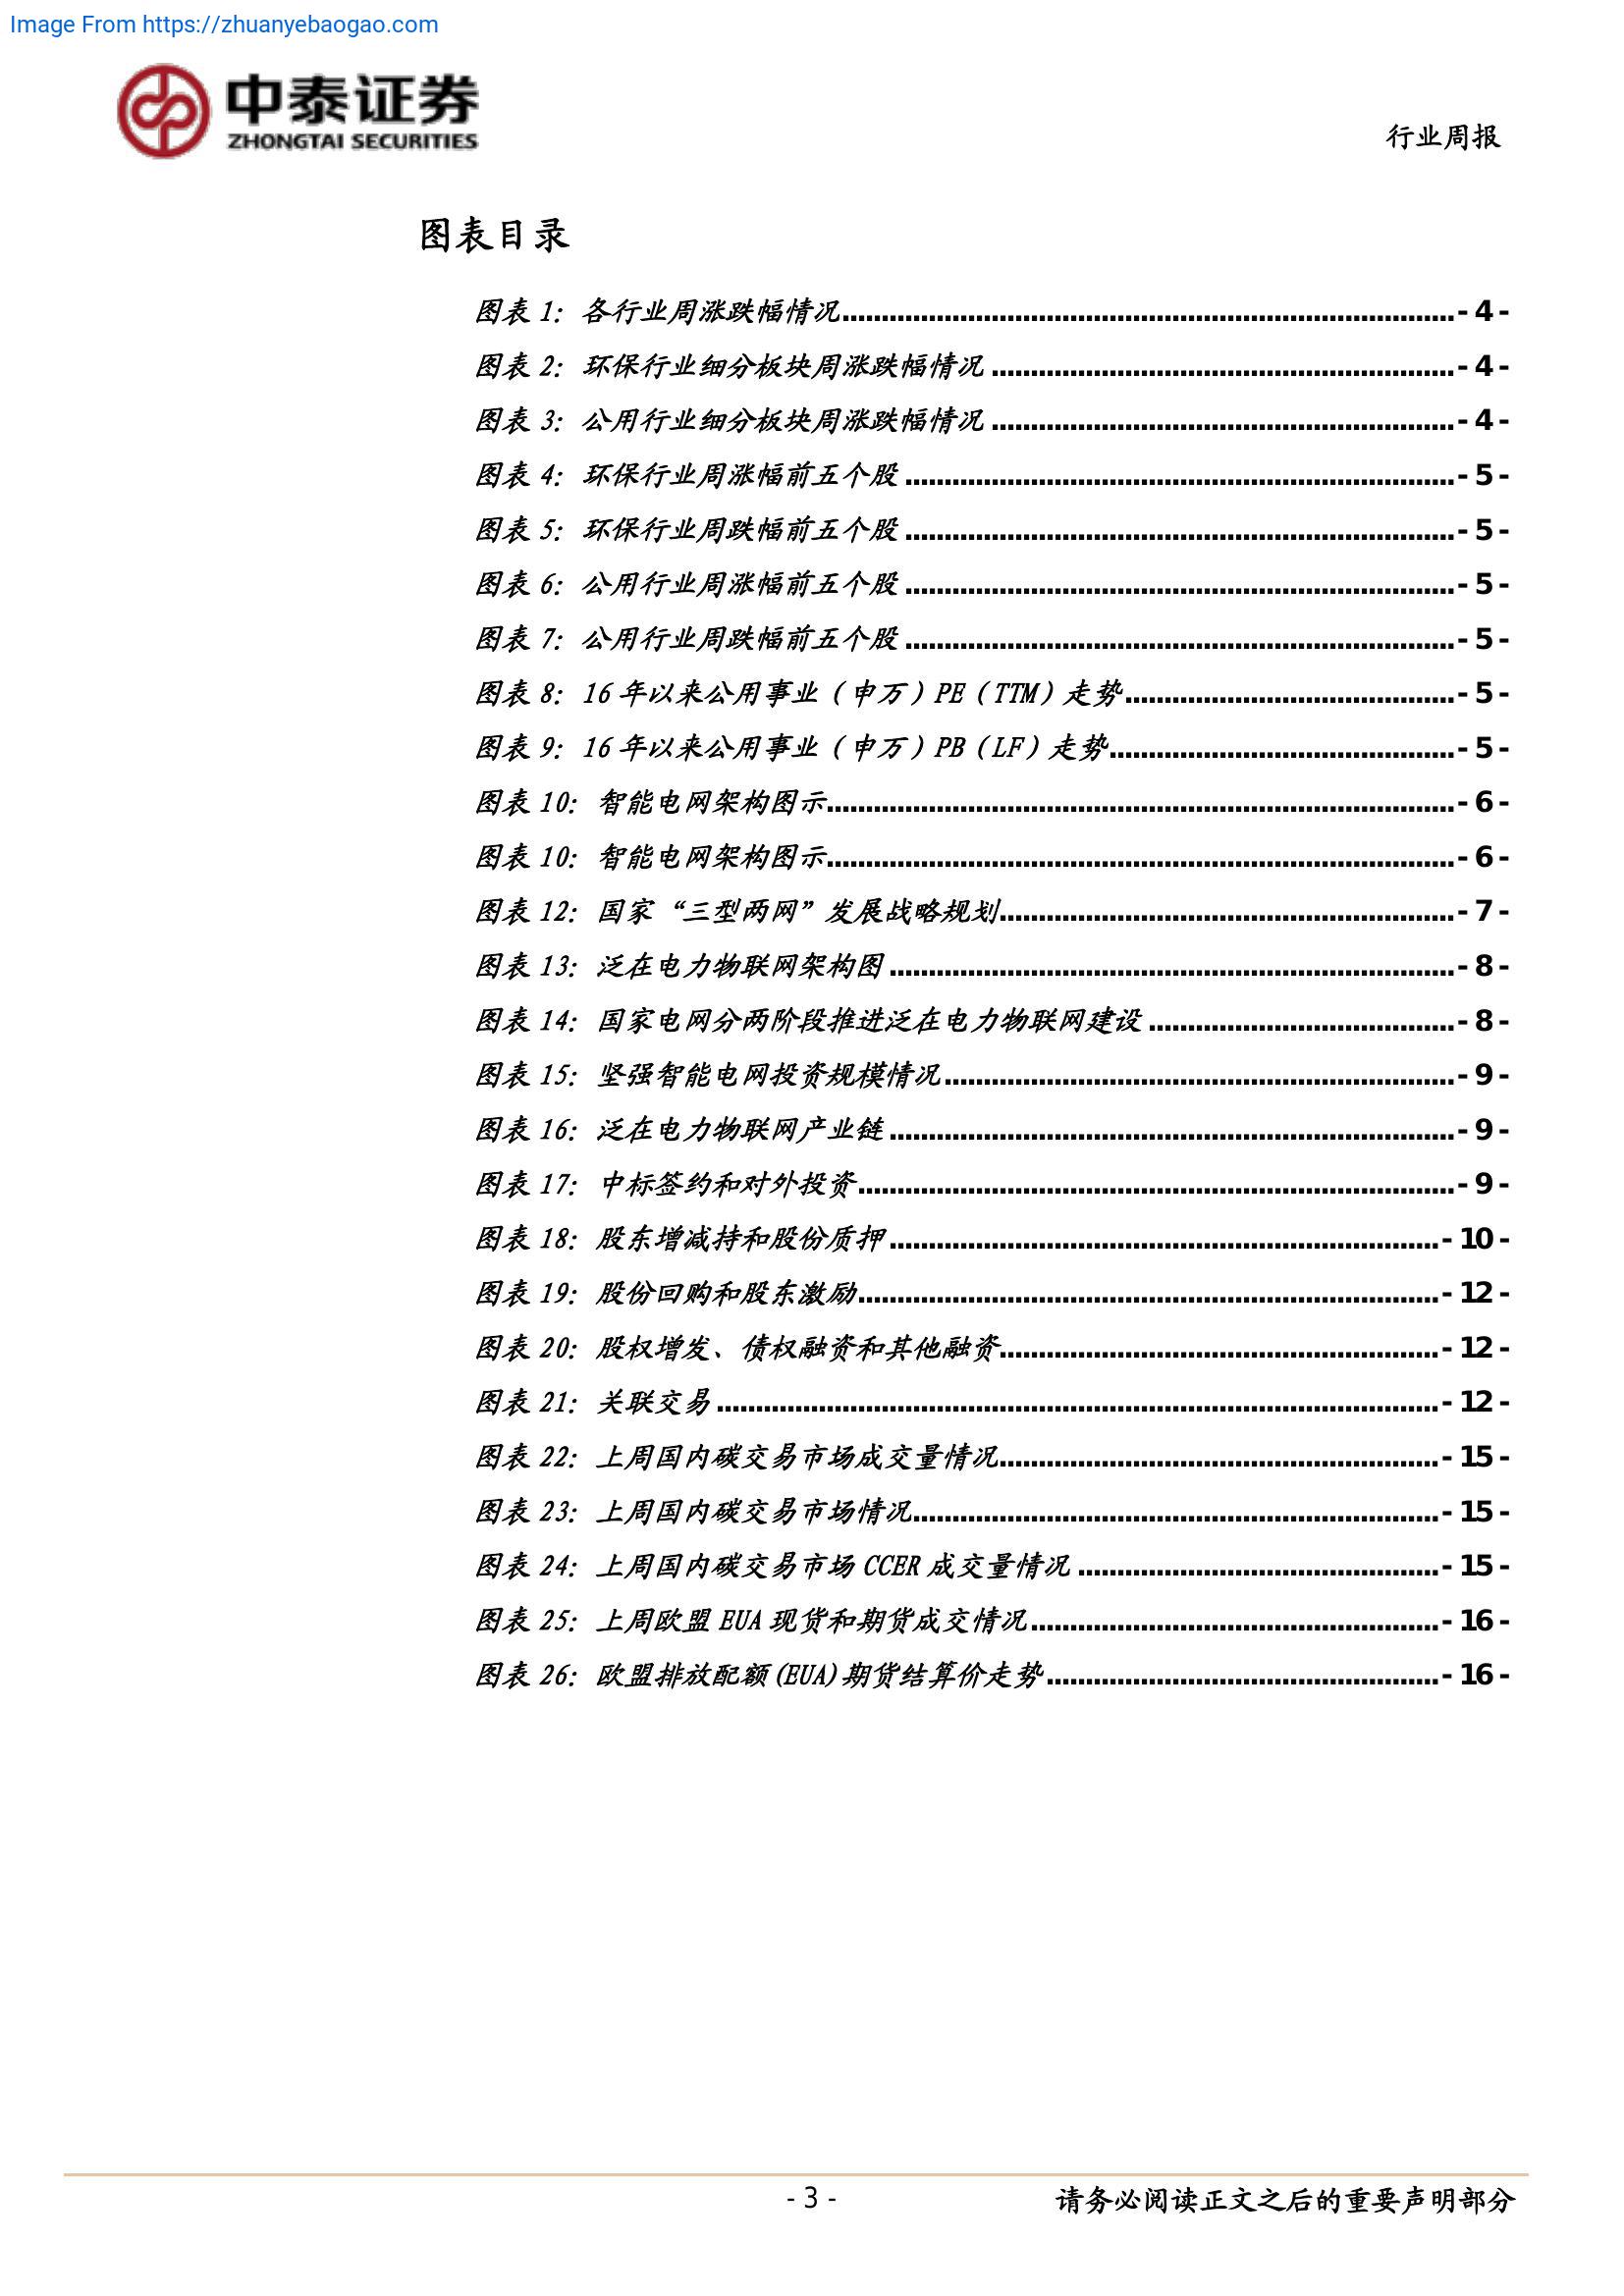 Image From https://zhuanyebaogao.com
中泰证券
ZHONGTAI SECURITIES
行业周报
图表目录
图表 1：各行业周涨跌幅情况 - 4 -
图表 2：环保行业细分板块周涨跌幅情况 - 4 -
图表 3：公用行业细分板块周涨跌幅情况 - 4 -
图表 4：环保行业周涨幅前五个股 - 5 -
图表 5：环保行业周跌幅前五个股 - 5 -
图表 6：公用行业周涨幅前五个股 - 5 -
图表 7：公用行业周跌幅前五个股 - 5 -
图表 8：16 年以来公用事业（申万）PE（TTM）走势 - 5 -
图表 9：16 年以来公用事业（申万）PB（LF）走势 - 5 -
图表 10：智能电网架构图示 - 6 -
图表 10：智能电网架构图示 - 6 -
图表 12：国家“三型两网”发展战略规划 - 7 -
图表 13：泛在电力物联网架构图 - 8 -
图表 14：国家电网分两阶段推进泛在电力物联网建设 - 8 -
图表 15：坚强智能电网投资规模情况 - 9 -
图表 16：泛在电力物联网产业链 - 9 -
图表 17：中标签约和对外投资 - 9 -
图表 18：股东增减持和股份质押 - 10 -
图表 19：股份回购和股东激励 - 12 -
图表 20：股权增发、债权融资和其他融资 - 12 -
图表 21：关联交易 - 12 -
图表 22：上周国内碳交易市场成交量情况 - 15 -
图表 23：上周国内碳交易市场情况 - 15 -
图表 24：上周国内碳交易市场 CCER 成交量情况 - 15 -
图表 25：上周欧盟 EUA 现货和期货成交情况 - 16 -
图表 26：欧盟排放配额(EUA)期货结算价走势 - 16 -
- 3 -
请务必阅读正文之后的重要声明部分